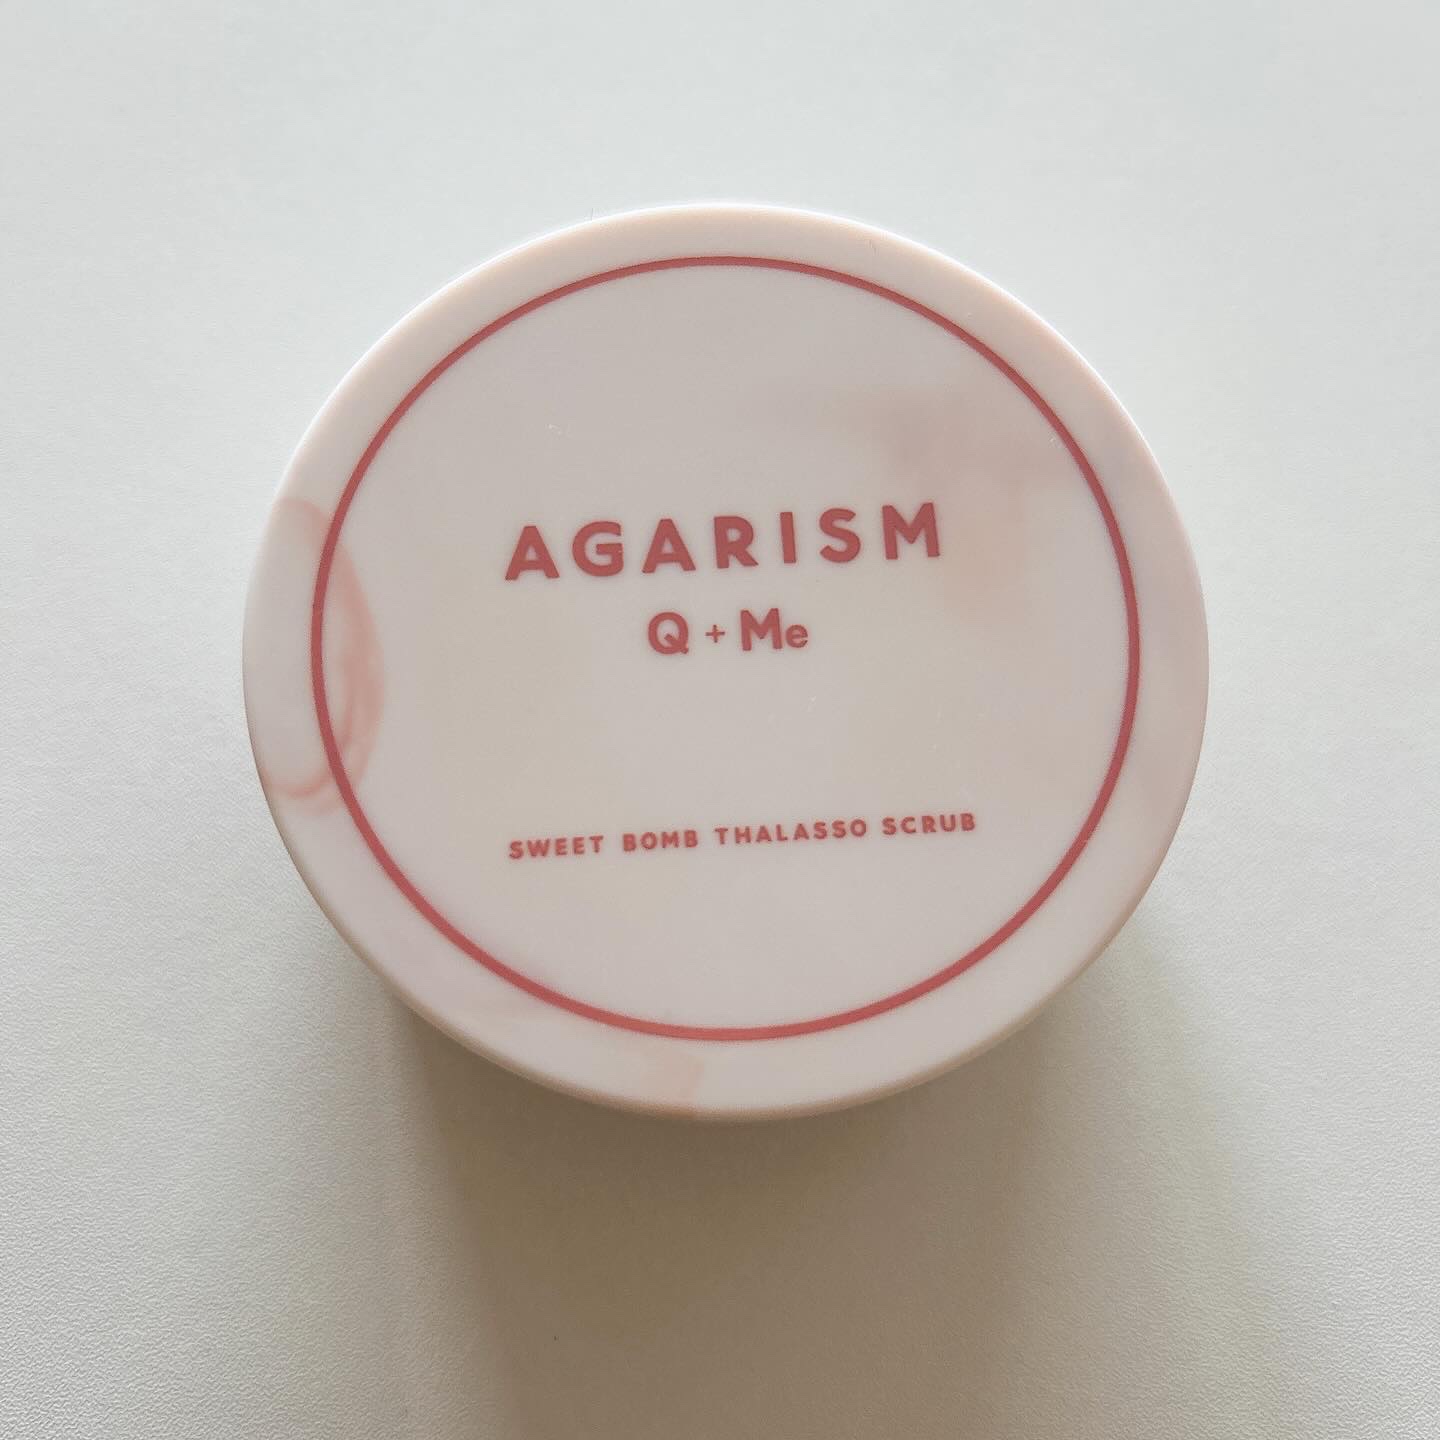 AGARISM
Q + Me
SWEET BOMB THALASSO SCRUB